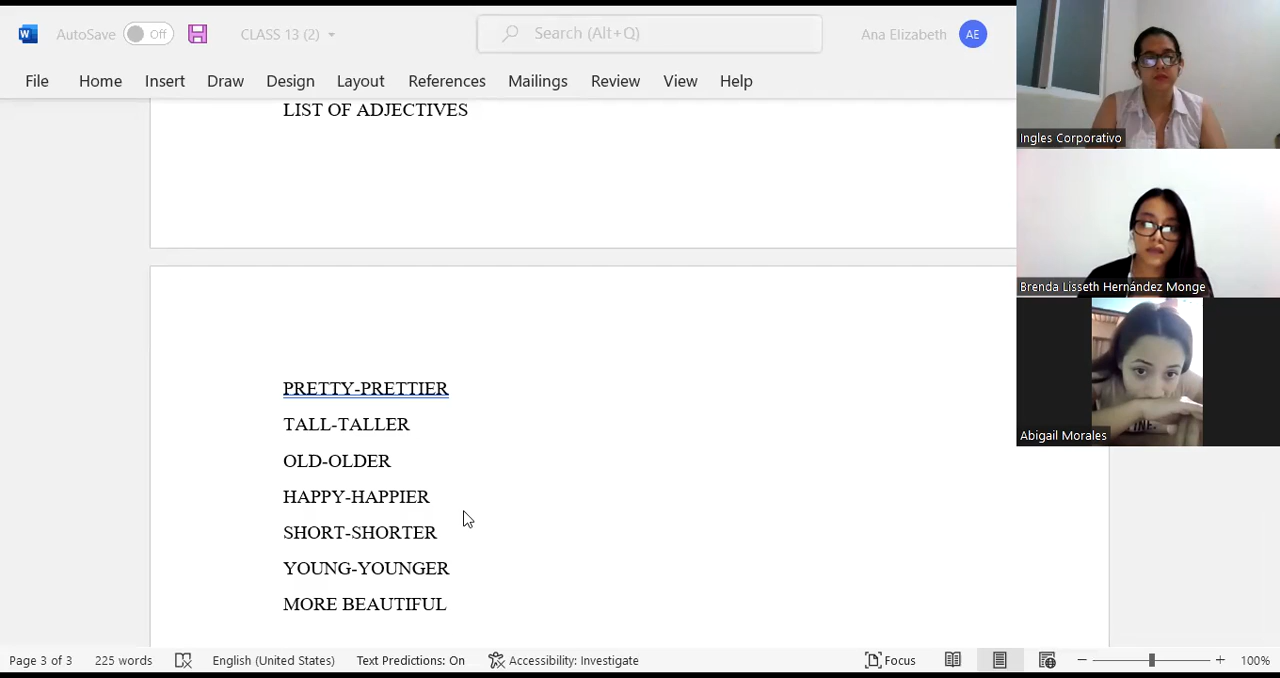 AutoSave Off CLASS 13 (2) Search (Alt+Q) Ana Elizabeth AE
File Home Insert Draw Design Layout References Mailings Review View Help
LIST OF ADJECTIVES
PRETTY-PRETTIER
TALL-TALLER
OLD-OLDER
HAPPY-HAPPIER
SHORT-SHORTER
YOUNG-YOUNGER
MORE BEAUTIFUL
Ingles Corporativo
Brenda Lisseth Hernández Monge
Abigail Morales
Page 3 of 3 225 words English (United States) Text Predictions: On Accessibility: Investigate Focus 100%